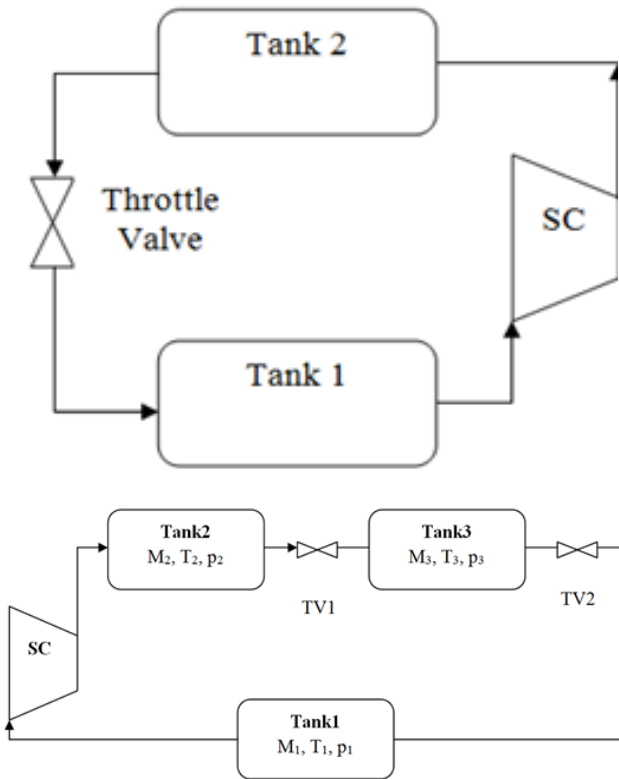 Tank 2
Throttle
Valve
SC
Tank 1
Tank2
M₂, T₂, p₂
Tank3
M₃, T₃, p₃
TV1
TV2
SC
Tank1
M₁, T₁, p₁